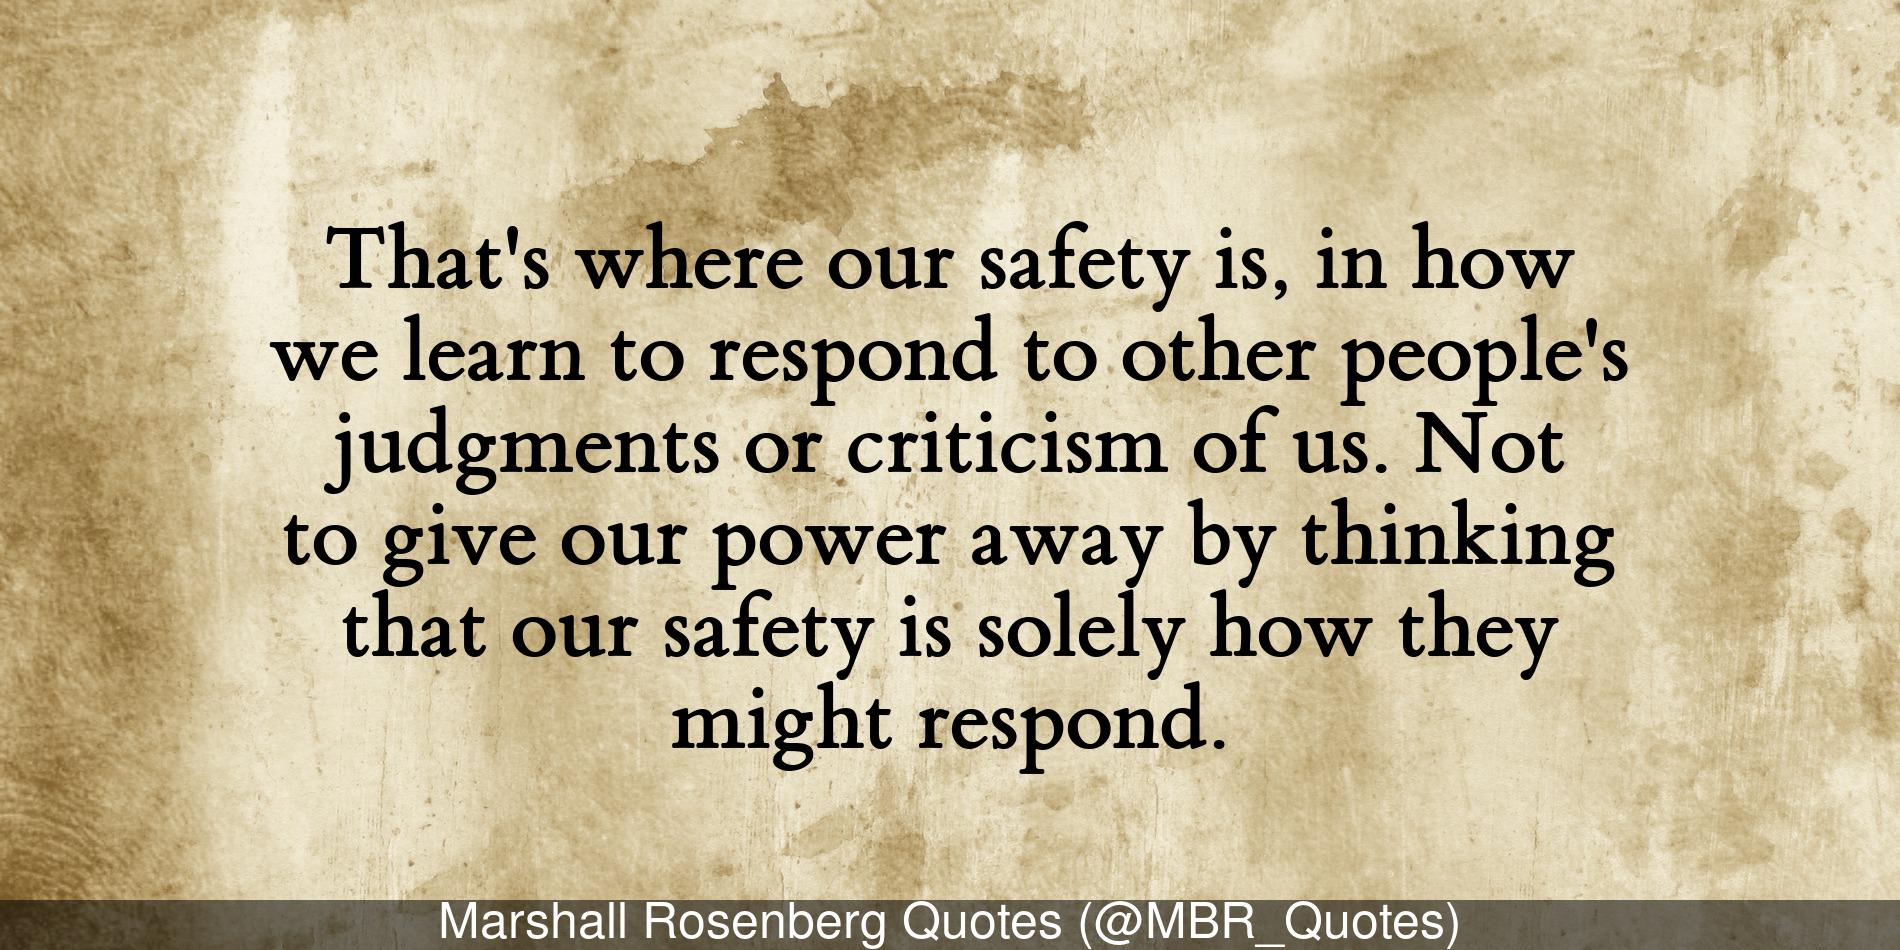 That's where our safety is, in how
we learn to respond to other people's
judgments or criticism of us. Not
to give our power away by thinking
that our safety is solely how they
might respond.
Marshall Rosenberg Quotes (@MBR_Quotes)